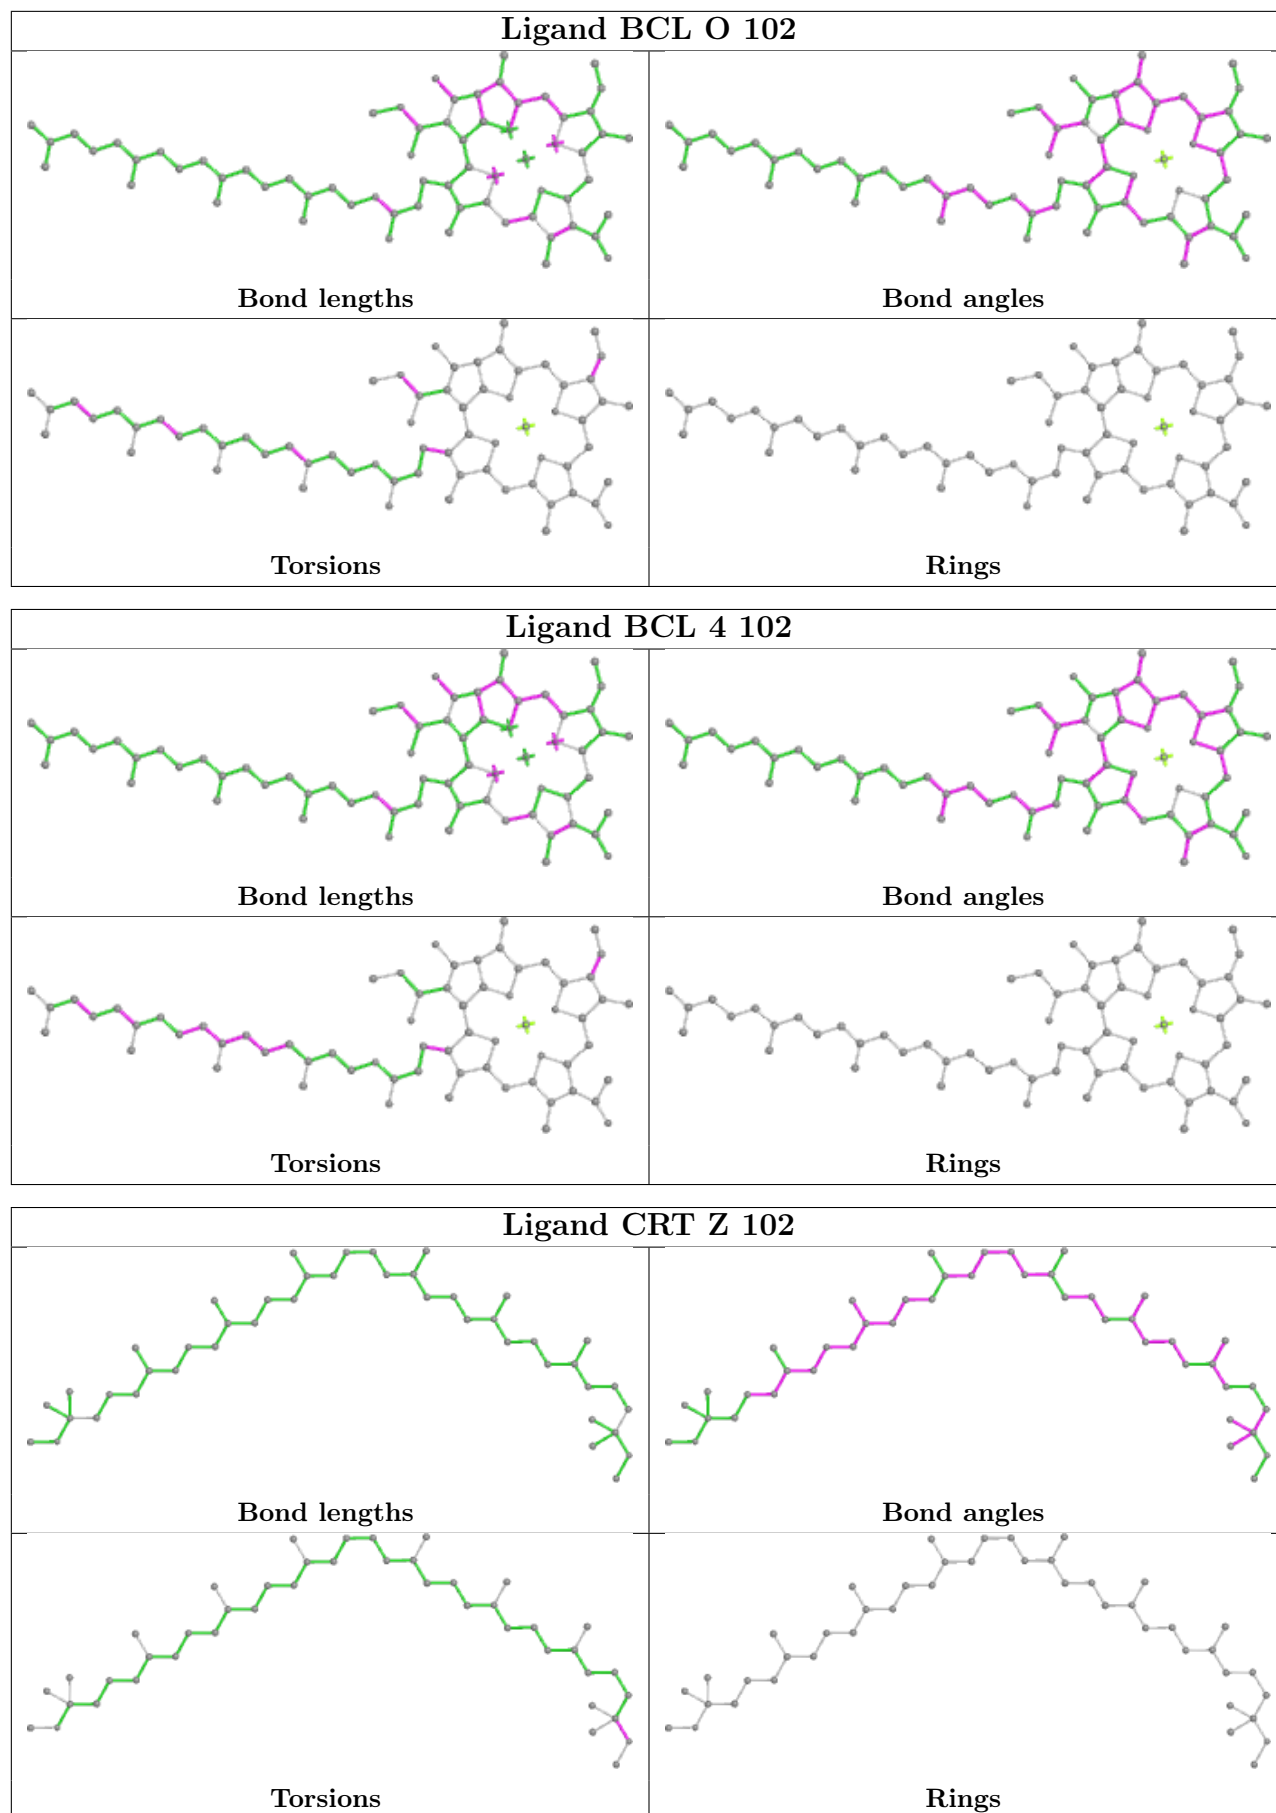 Ligand BCL O 102
Bond lengths
Bond angles
Torsions
Rings
Ligand BCL 4 102
Bond lengths
Bond angles
Torsions
Rings
Ligand CRT Z 102
Bond lengths
Bond angles
Torsions
Rings